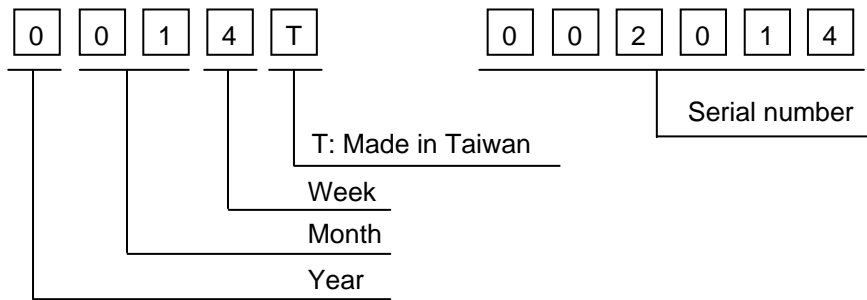 0 0 1 4 T 0 0 2 0 1 4
Serial number
T: Made in Taiwan
Week
Month
Year